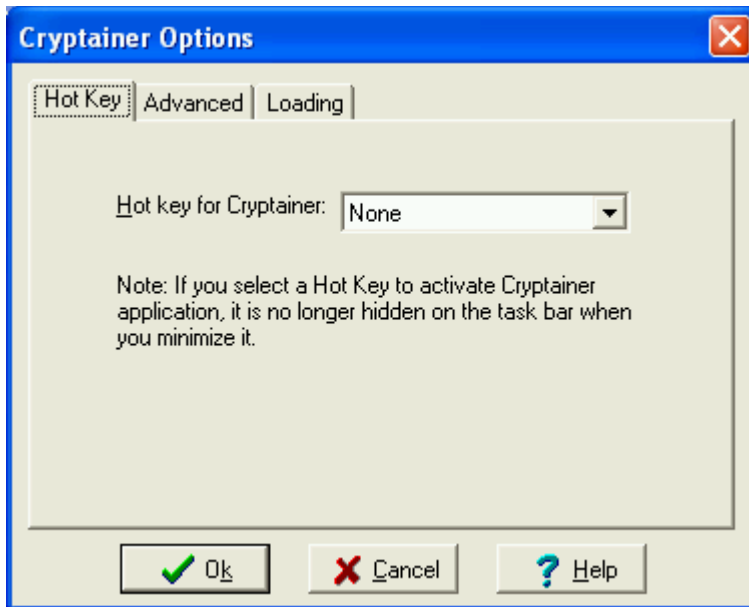 Cryptainer Options
Hot Key Advanced Loading
Hot key for Cryptainer: None
Note: If you select a Hot Key to activate Cryptainer
application, it is no longer hidden on the task bar when
you minimize it.
Ok Cancel Help